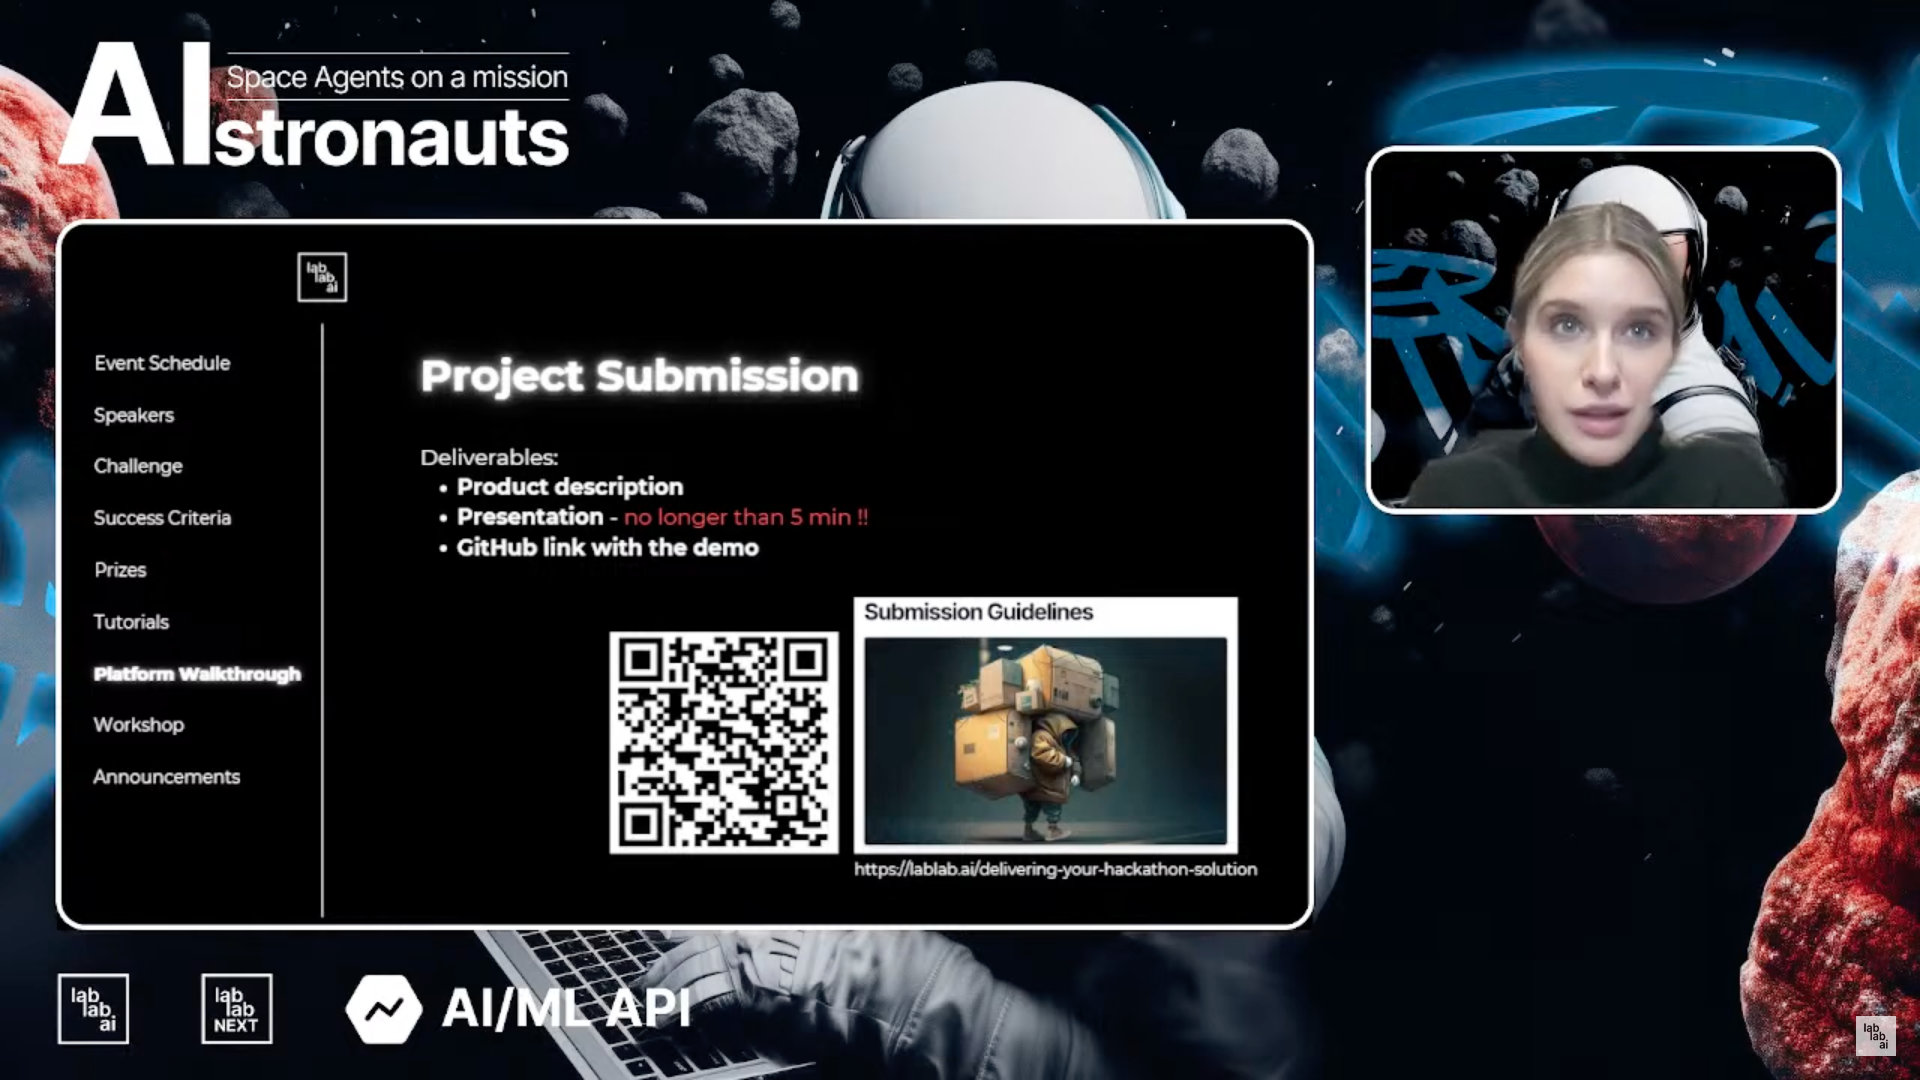 AIstronauts
Space Agents on a mission
lab lab ai
Event Schedule
Speakers
Challenge
Success Criteria
Prizes
Tutorials
Platform Walkthrough
Workshop
Announcements
Project Submission
Deliverables:
• Product description
• Presentation - no longer than 5 min !!
• GitHub link with the demo
Submission Guidelines
https://lablab.ai/delivering-your-hackathon-solution
lab lab ai
lab lab NEXT
AI/ML API
lab lab ai